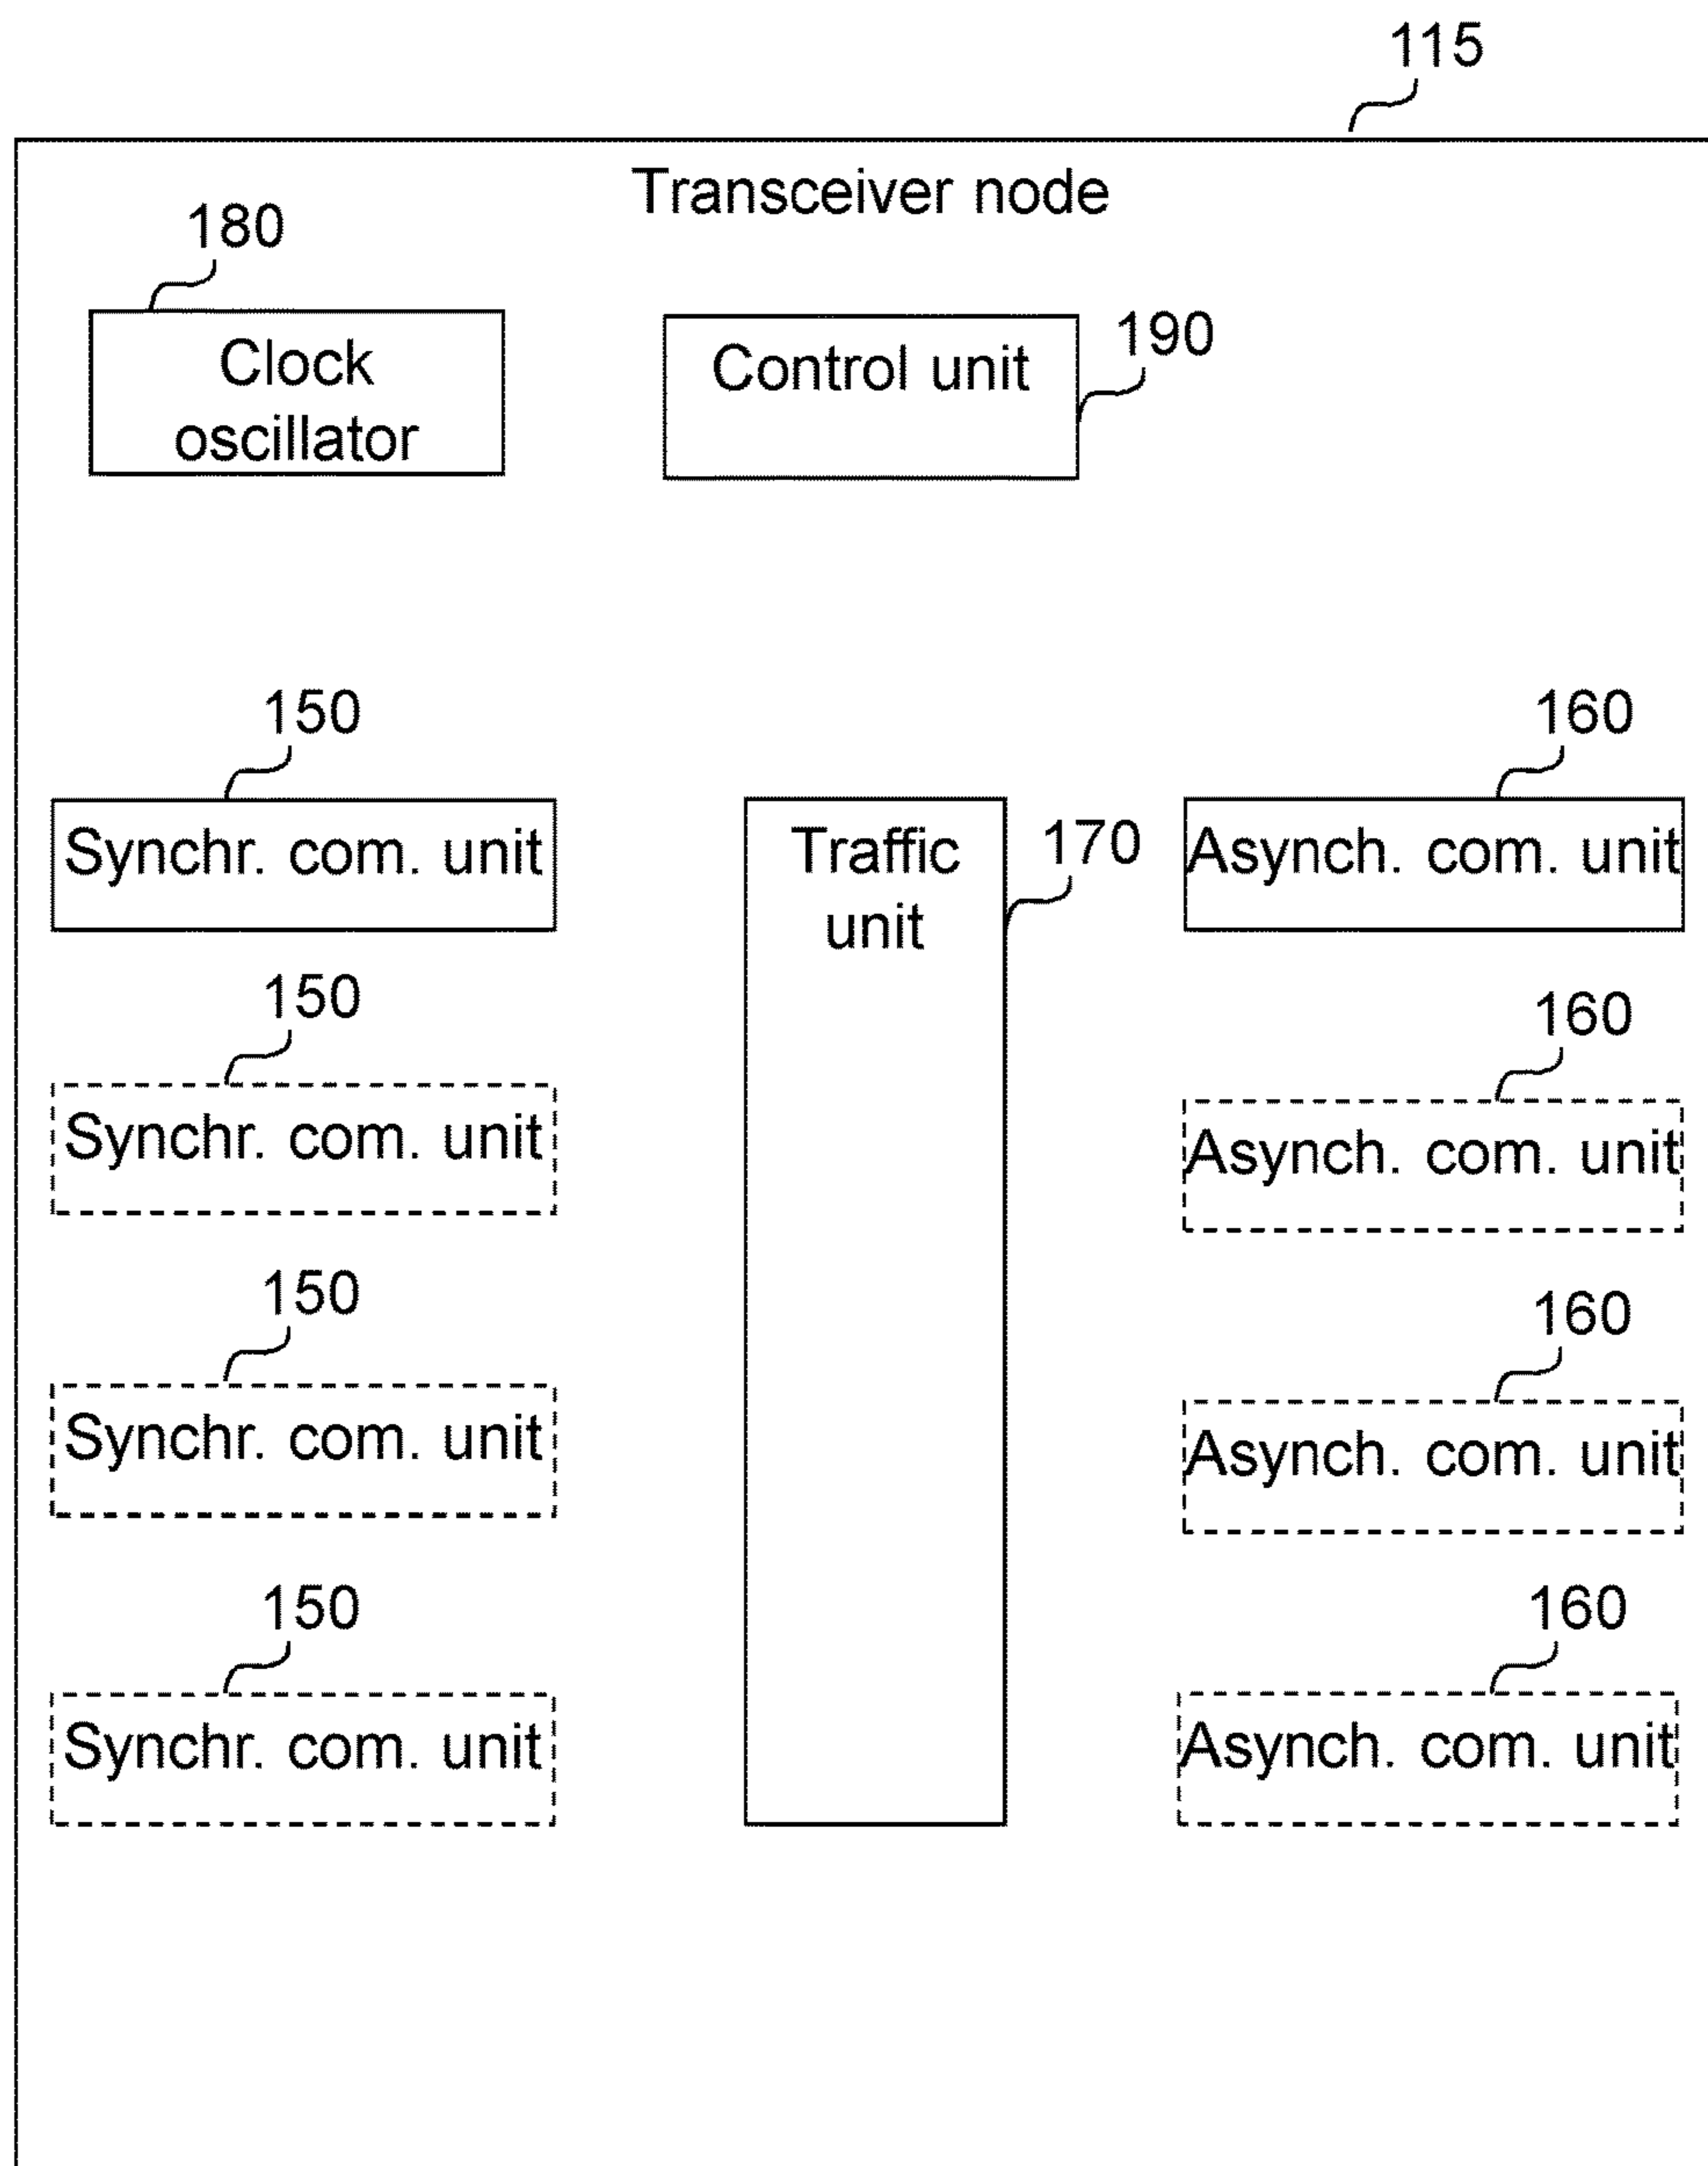 115
Transceiver node
180
Clock
oscillator
Control unit
190
150
Synchr. com. unit
Traffic
unit
170
160
Asynch. com. unit
150
Synchr. com. unit
160
Asynch. com. unit
150
Synchr. com. unit
160
Asynch. com. unit
150
Synchr. com. unit
160
Asynch. com. unit